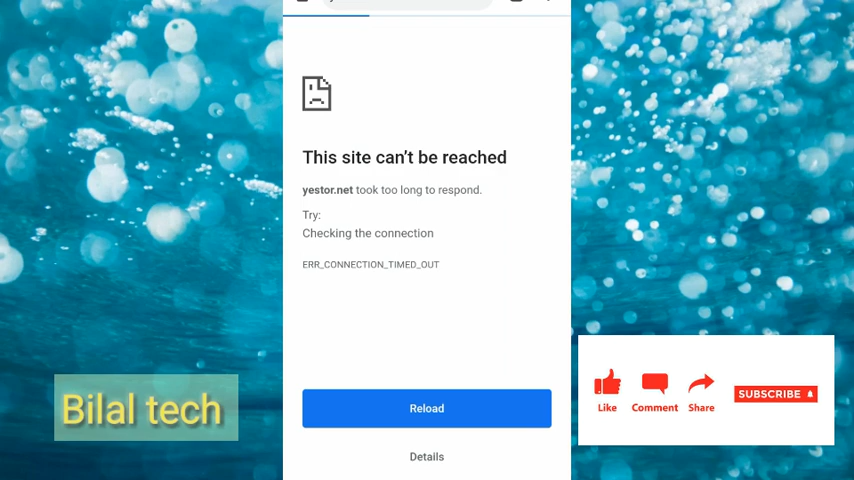 This site can't be reached
yestor.net took too long to respond.
Try:
Checking the connection
ERR_CONNECTION_TIMED_OUT
Reload
Details
Bilal tech
Like
Comment
Share
SUBSCRIBE